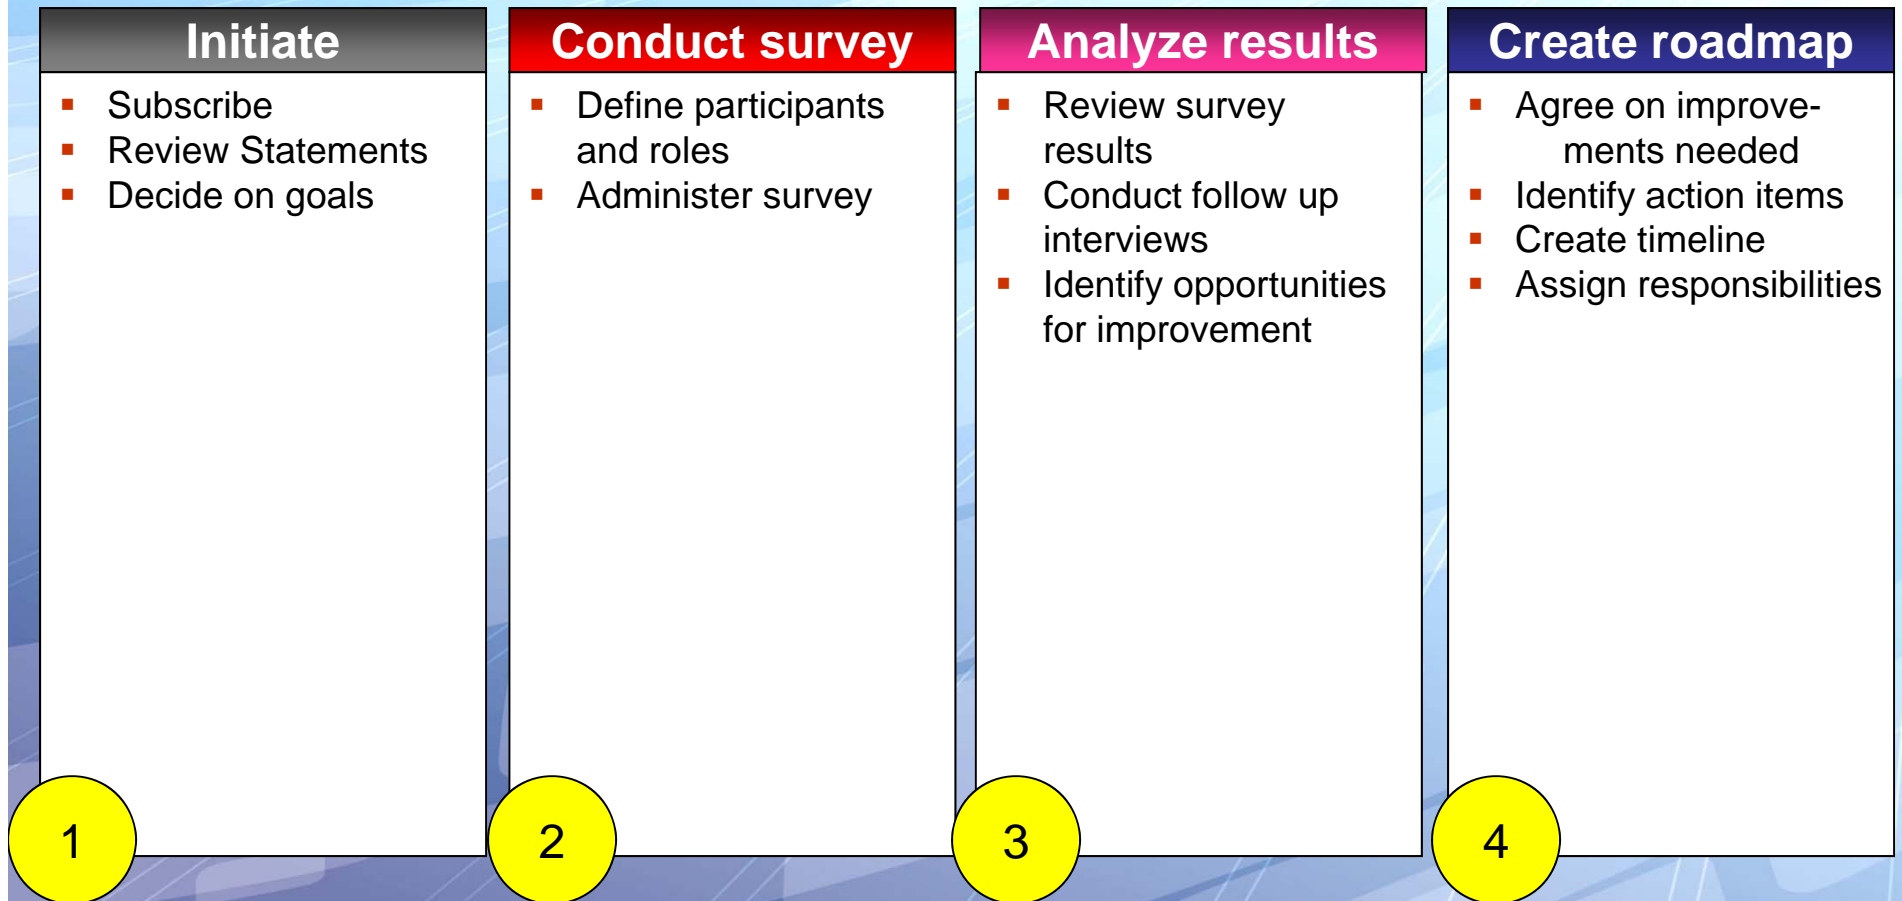 Initiate
Subscribe
Review Statements
Decide on goals
1
Conduct survey
Define participants
and roles
Administer survey
2
Analyze results
Review survey
results
Conduct follow up
interviews
Identify opportunities
for improvement
3
Create roadmap
Agree on improve-
ments needed
Identify action items
Create timeline
Assign responsibilities
4